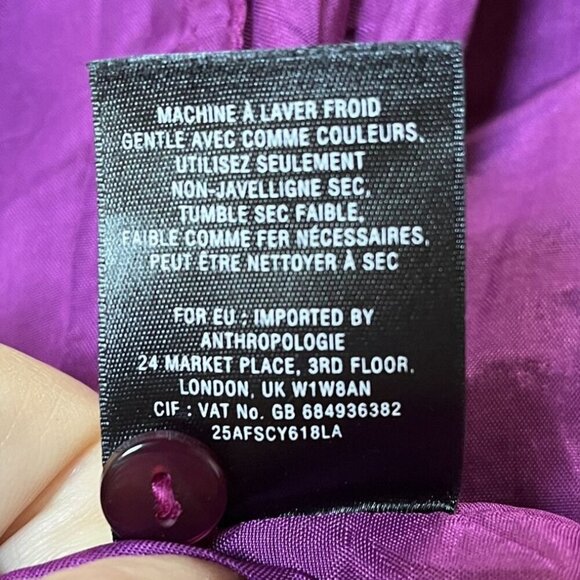 MACHINE À LAVER FROID
GENTLE AVEC COMME COULEURS,
UTILISEZ SEULEMENT
NON-JAVELLIGNE SEC,
TUMBLE SEC FAIBLE,
FAIBLE COMME FER NÉCESSAIRES,
PEUT ÊTRE NETTOYER À SEC
FOR EU : IMPORTED BY
ANTHROPOLOGIE
24 MARKET PLACE, 3RD FLOOR,
LONDON, UK W1W8AN
CIF : VAT No. GB 684936382
25AFSCY618LA